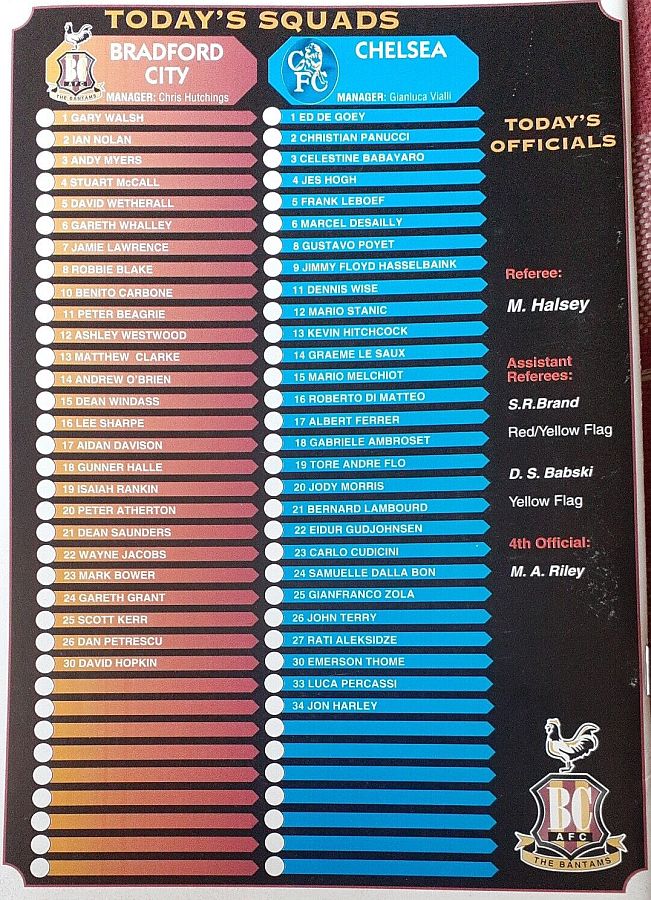 TODAY'S SQUADS
BC
AFC
THE BANTAMS
BRADFORD
CITY
MANAGER: Chris Hutchings
1 GARY WALSH
2 IAN NOLAN
3 ANDY MYERS
4 STUART McCALL
5 DAVID WETHERALL
6 GARETH WHALLEY
7 JAMIE LAWRENCE
8 ROBBIE BLAKE
10 BENITO CARBONE
11 PETER BEAGRIE
12 ASHLEY WESTWOOD
13 MATTHEW CLARKE
14 ANDREW O'BRIEN
15 DEAN WINDASS
16 LEE SHARPE
17 AIDAN DAVISON
18 GUNNER HALLE
19 ISAIAH RANKIN
20 PETER ATHERTON
21 DEAN SAUNDERS
22 WAYNE JACOBS
23 MARK BOWER
24 GARETH GRANT
25 SCOTT KERR
26 DAN PETRESCU
30 DAVID HOPKIN
CFC
CHELSEA
MANAGER: Gianluca Vialli
1 ED DE GOEY
2 CHRISTIAN PANUCCI
3 CELESTINE BABAYARO
4 JES HOGH
5 FRANK LEBOEF
6 MARCEL DESAILLY
8 GUSTAVO POYET
9 JIMMY FLOYD HASSELBAINK
11 DENNIS WISE
12 MARIO STANIC
13 KEVIN HITCHCOCK
14 GRAEME LE SAUX
15 MARIO MELCHIOT
16 ROBERTO DI MATTEO
17 ALBERT FERRER
18 GABRIELE AMBROSET
19 TORE ANDRE FLO
20 JODY MORRIS
21 BERNARD LAMBOURD
22 EIDUR GUDJOHNSEN
23 CARLO CUDICINI
24 SAMUELLE DALLA BON
25 GIANFRANCO ZOLA
26 JOHN TERRY
27 RATI ALEKSIDZE
30 EMERSON THOME
33 LUCA PERCASSI
34 JON HARLEY
TODAY'S
OFFICIALS
Referee:
M. Halsey
Assistant
Referees:
S.R.Brand
Red/Yellow Flag
D. S. Babski
Yellow Flag
4th Official:
M. A. Riley
BC
AFC
THE BANTAMS